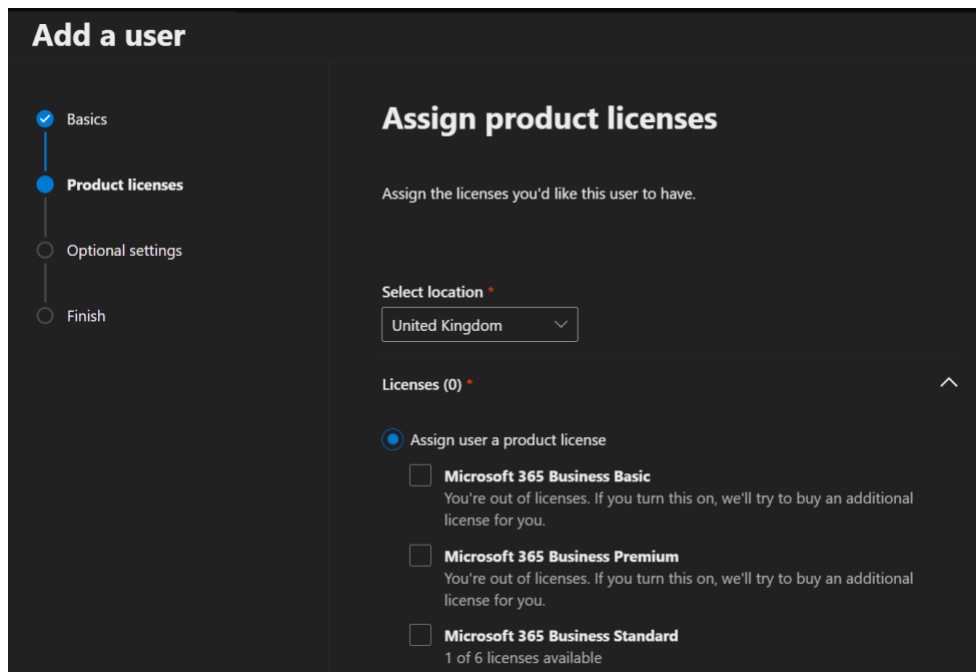 Add a user
Basics
Product licenses
Optional settings
Finish
Assign product licenses
Assign the licenses you'd like this user to have.
Select location *
United Kingdom
Licenses (0) *
Assign user a product license
Microsoft 365 Business Basic
You're out of licenses. If you turn this on, we'll try to buy an additional
license for you.
Microsoft 365 Business Premium
You're out of licenses. If you turn this on, we'll try to buy an additional
license for you.
Microsoft 365 Business Standard
1 of 6 licenses available